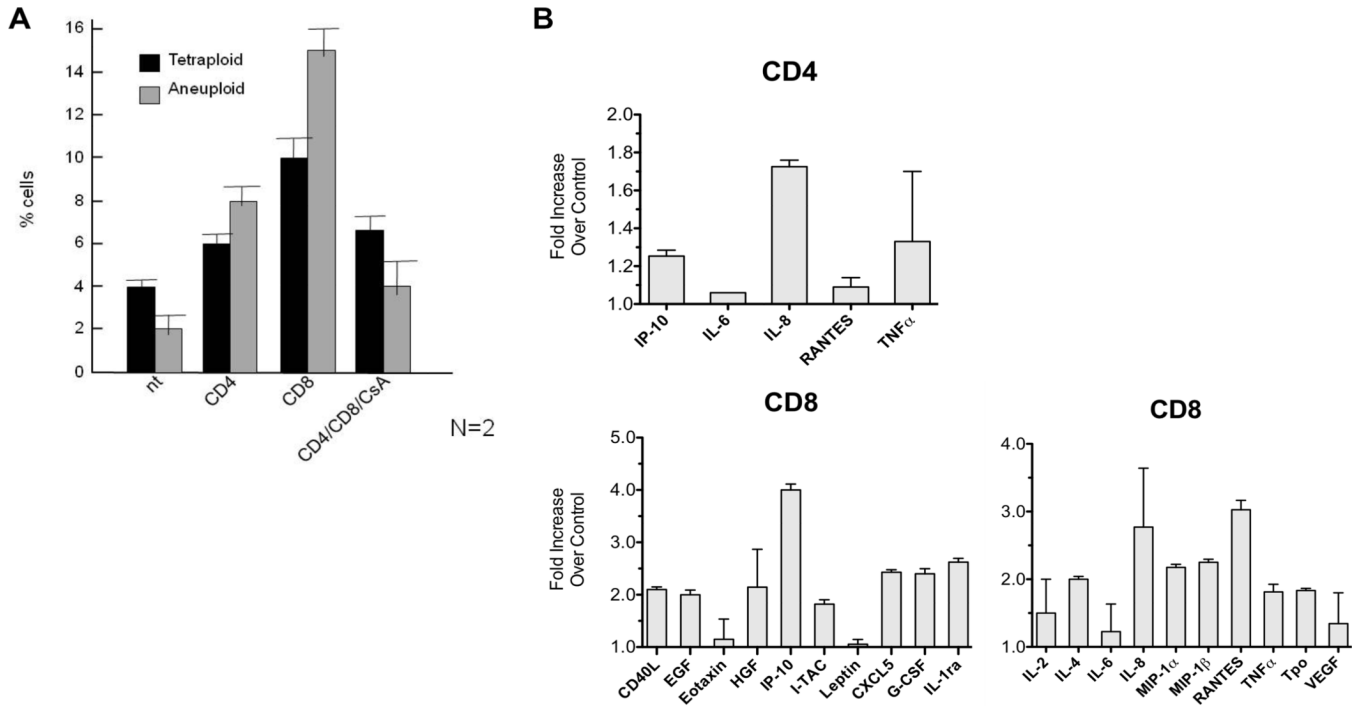 A
16
14
12
10
8
6
4
2
0
% cells
Tetraploid
Aneuploid
nt
CD4
CD8
CD4/CD8/CsA
N=2
B
CD4
Fold Increase
Over Control
2.0
1.8
1.6
1.4
1.2
1.0
IP-10
IL-6
IL-8
RANTES
TNFα
CD8
Fold Increase
Over Control
5.0
4.0
3.0
2.0
1.0
CD40L
EGF
Eotaxin
HGF
IP-10
I-TAC
Leptin
CXCL5
G-CSF
IL-1ra
CD8
4.0
3.0
2.0
1.0
IL-2
IL-4
IL-6
IL-8
MIP-1α
MIP-1β
RANTES
TNFα
Tpo
VEGF